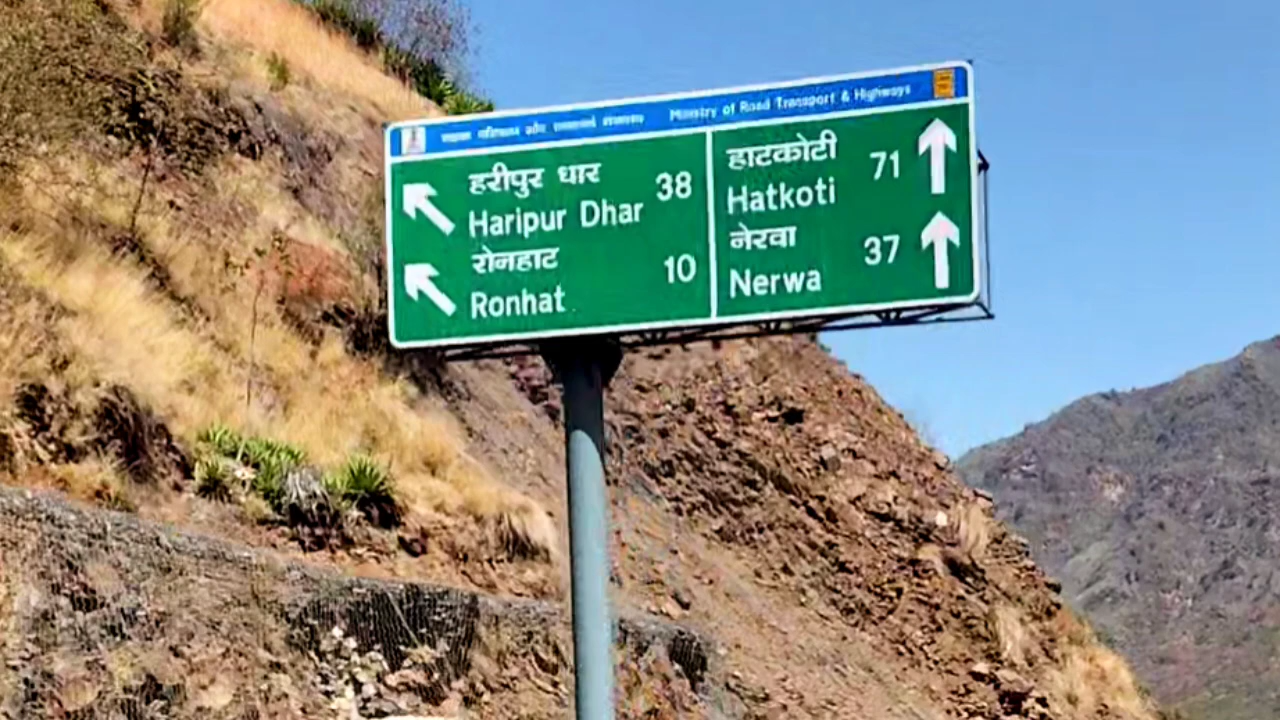 सड़क परिवहन और राजमार्ग मंत्रालय Ministry of Road Transport & Highways
हरीपुर धार 38
Haripur Dhar
रोनहाट 10
Ronhat
हाटकोटी 71
Hatkoti
नेरवा 37
Nerwa